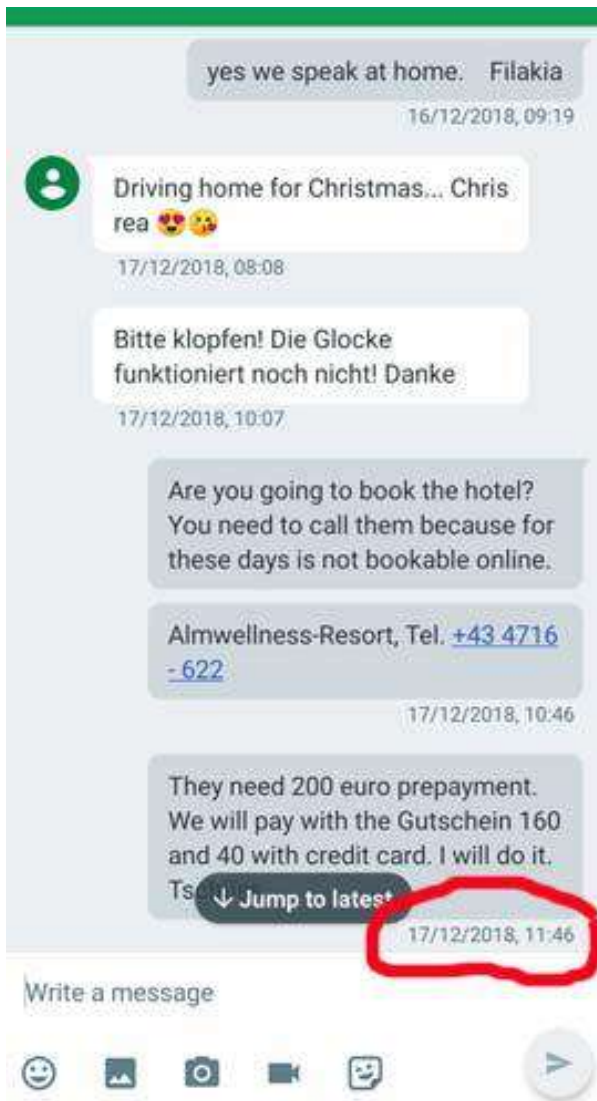 yes we speak at home. Filakia
16/12/2018, 09:19
Driving home for Christmas... Chris
rea 😍😘
17/12/2018, 08:08
Bitte klopfen! Die Glocke
funktioniert noch nicht! Danke
17/12/2018, 10:07
Are you going to book the hotel?
You need to call them because for
these days is not bookable online.
Almwellness-Resort, Tel. +43 4716
- 622
17/12/2018, 10:46
They need 200 euro prepayment.
We will pay with the Gutschein 160
and 40 with credit card. I will do it.
↓ Jump to latest
17/12/2018, 11:46
Write a message